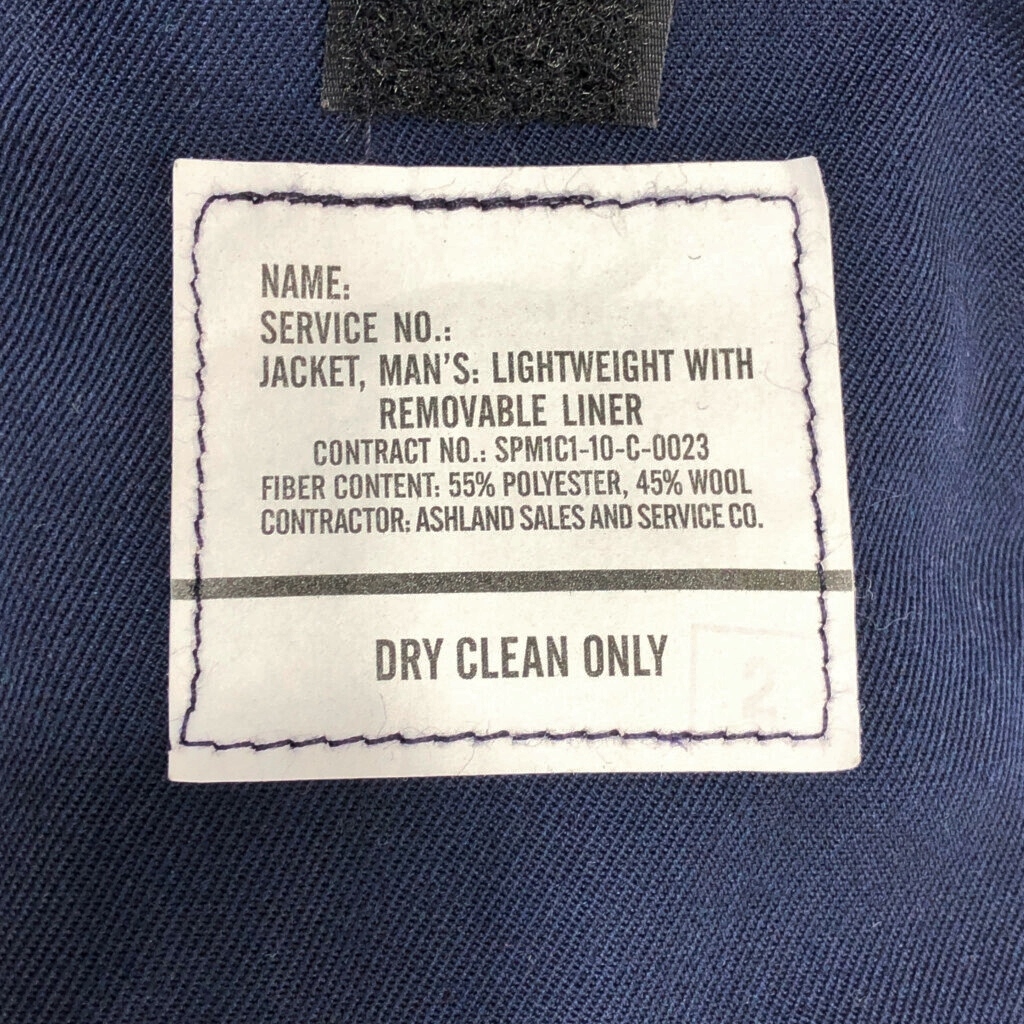 NAME:
SERVICE NO.:
JACKET, MAN'S: LIGHTWEIGHT WITH
REMOVABLE LINER
CONTRACT NO.: SPM1C1-10-C-0023
FIBER CONTENT: 55% POLYESTER, 45% WOOL
CONTRACTOR: ASHLAND SALES AND SERVICE CO.
DRY CLEAN ONLY
2